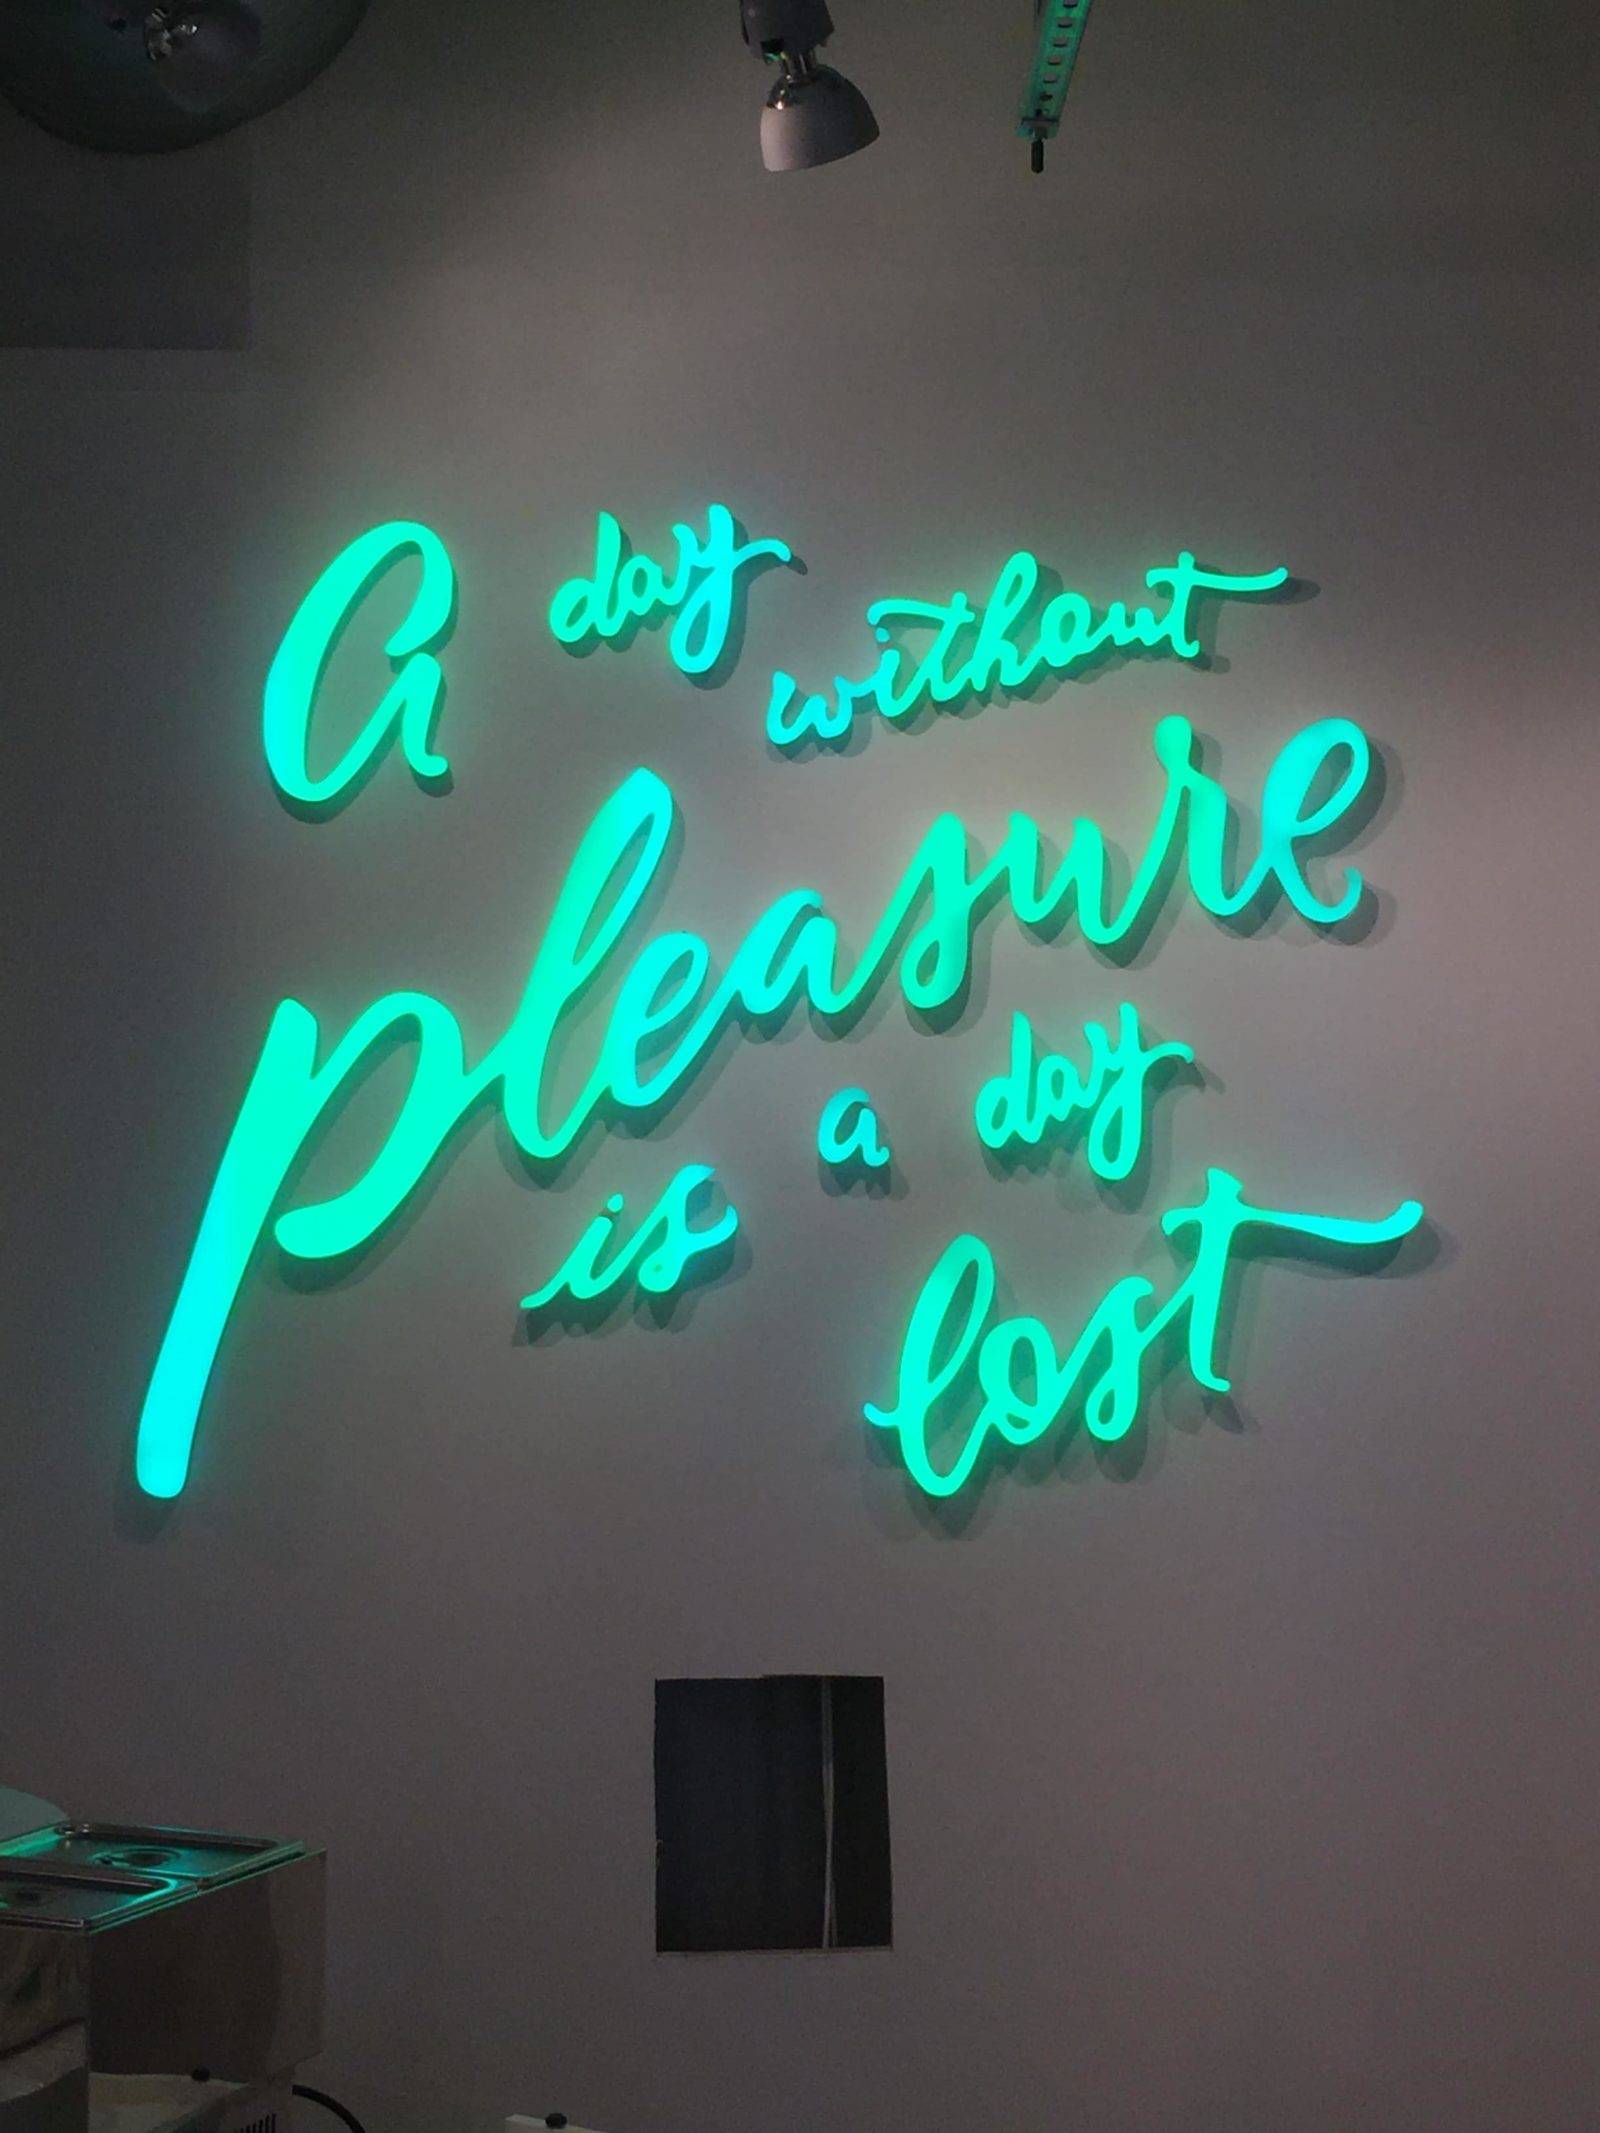 A day without
pleasure
is a day
lost